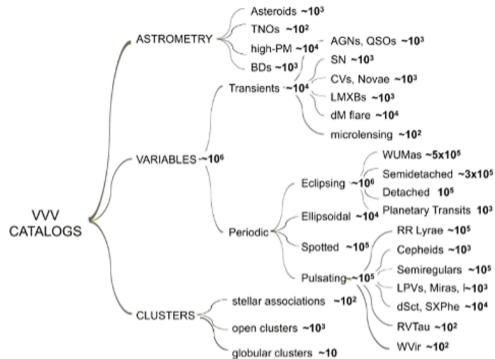 Asteroids ~10³
TNOs ~10²
ASTROMETRY
high-PM ~10⁴
BDs ~10³
AGNs, QSOs ~10³
SN ~10³
Transients ~10⁴
CVs, Novae ~10³
LMXBs ~10³
dM flare ~10⁴
microlensing ~10²
VARIABLES ~10⁶
WUMas ~5x10⁵
Semidetached ~3x10⁵
Eclipsing ~10⁶
Detached 10⁵
Planetary Transits 10³
Ellipsoidal ~10⁴
VVV
CATALOGS
Periodic
RR Lyrae ~10⁵
Spotted ~10⁵
Cepheids ~10³
Semiregulars ~10⁵
Pulsating ~10⁵
LPVs, Miras, ~10³
dSct, SXPhe ~10⁴
RVTau ~10²
WVir ~10²
stellar associations ~10²
CLUSTERS
open clusters ~10³
globular clusters ~10